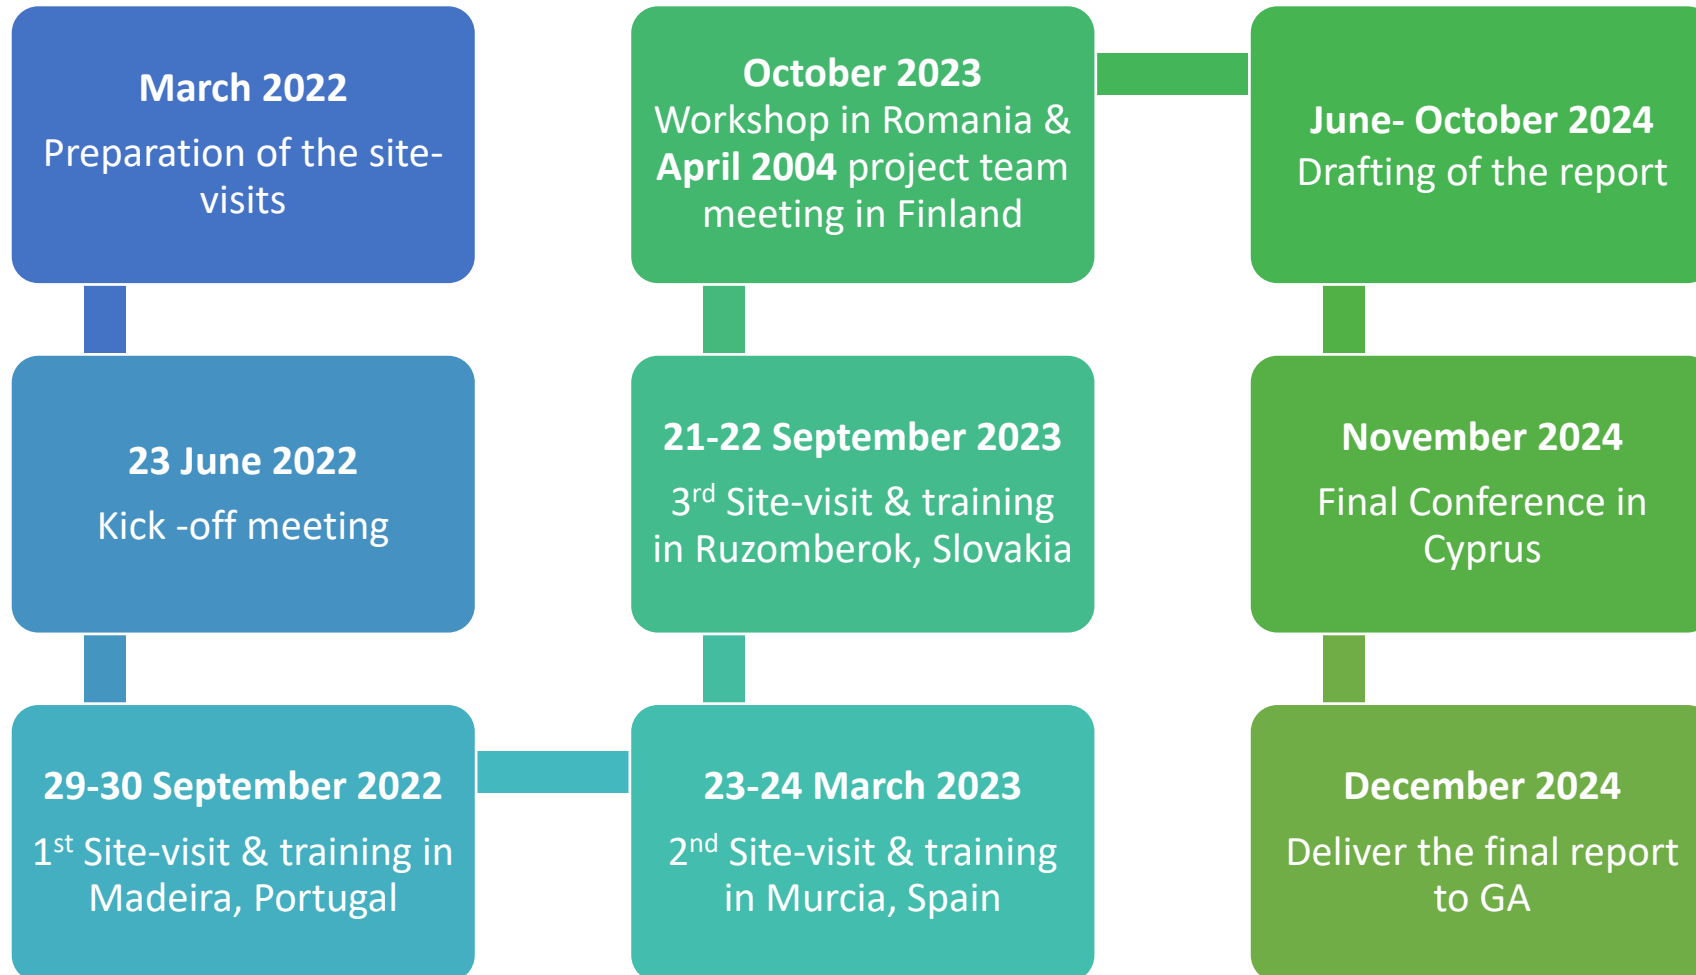 March 2022
Preparation of the site-
visits
23 June 2022
Kick -off meeting
29-30 September 2022
1st Site-visit & training in
Madeira, Portugal
23-24 March 2023
2nd Site-visit & training
in Murcia, Spain
21-22 September 2023
3rd Site-visit & training
in Ruzomberok, Slovakia
October 2023
Workshop in Romania &
April 2004 project team
meeting in Finland
June- October 2024
Drafting of the report
November 2024
Final Conference in
Cyprus
December 2024
Deliver the final report
to GA